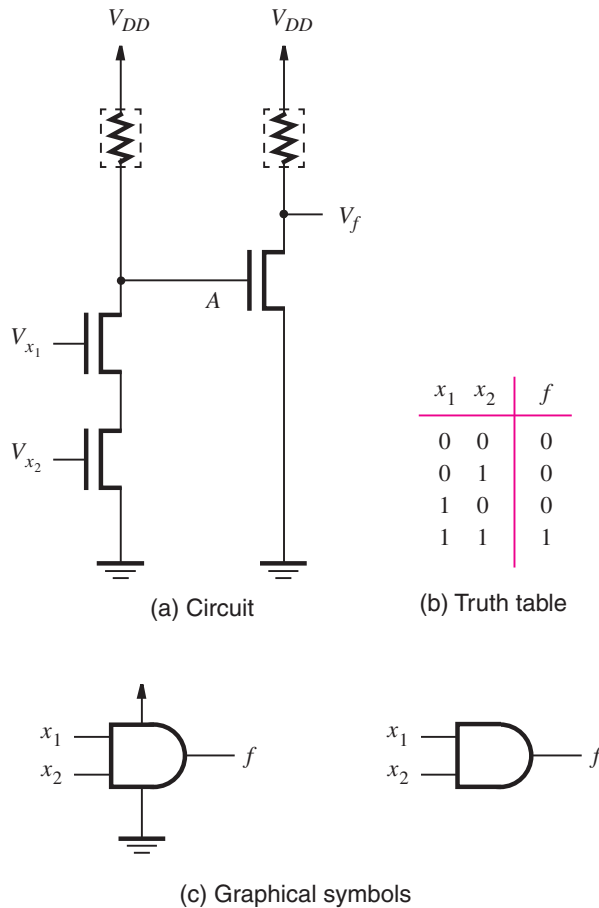 V_DD V_DD
V_f
A
V_x1
V_x2
x1 x2 f
0 0 0
0 1 0
1 0 0
1 1 1
(a) Circuit
(b) Truth table
x1
x2
f
x1
x2
f
(c) Graphical symbols